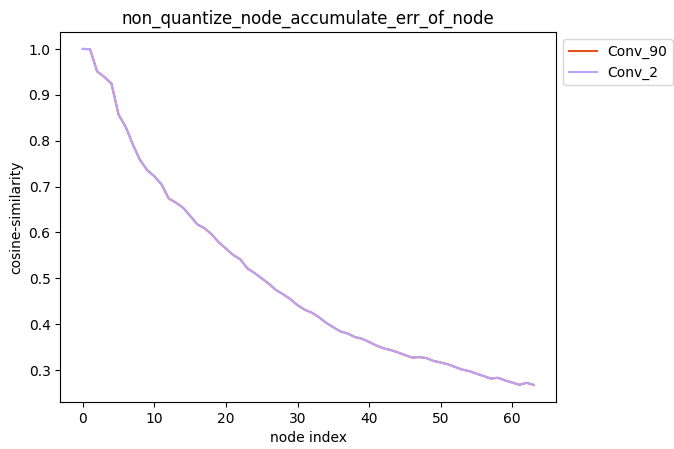 non_quantize_node_accumulate_err_of_node
Conv_90
Conv_2
1.0
0.9
0.8
0.7
0.6
0.5
0.4
0.3
cosine-similarity
0 10 20 30 40 50 60
node index